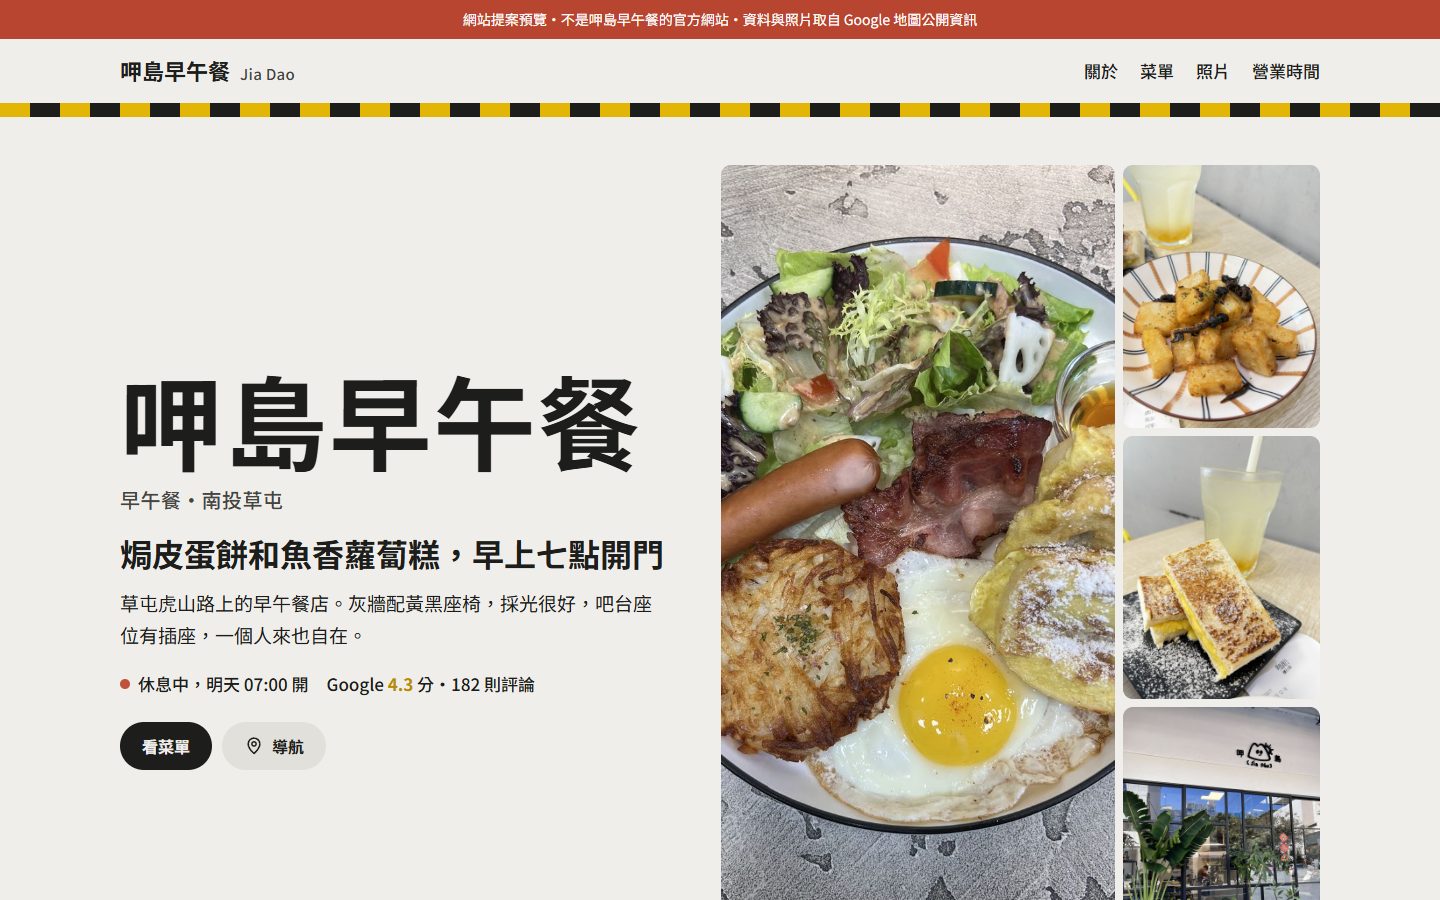 網站提案預覽・不是呷島早午餐的官方網站・資料與照片取自 Google 地圖公開資訊
呷島早午餐 Jia Dao
關於 菜單 照片 營業時間
呷島早午餐
早午餐・南投草屯
焗皮蛋餅和魚香蘿蔔糕，早上七點開門
草屯虎山路上的早午餐店。灰牆配黃黑座椅，採光很好，吧台座
位有插座，一個人來也自在。
休息中，明天 07:00 開 Google 4.3 分・182 則評論
看菜單 導航
呷 島